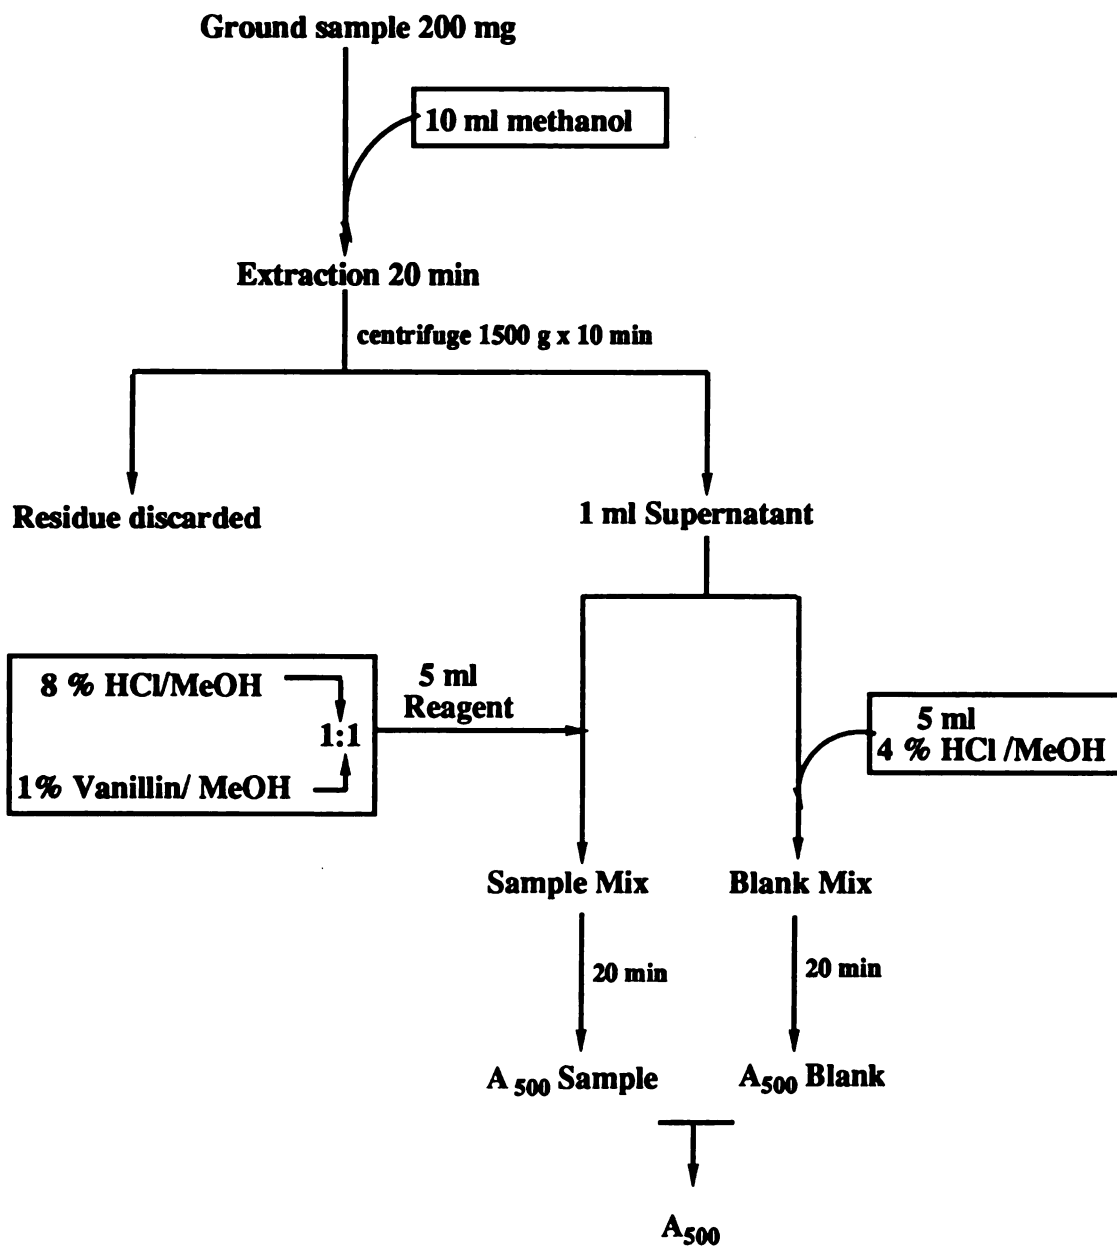 Ground sample 200 mg
10 ml methanol
Extraction 20 min
centrifuge 1500 g x 10 min
Residue discarded
1 ml Supernatant
8 % HCl/MeOH
1:1
1% Vanillin/ MeOH
5 ml
Reagent
5 ml
4 % HCl /MeOH
Sample Mix
Blank Mix
20 min
20 min
A 500 Sample
A500 Blank
A500